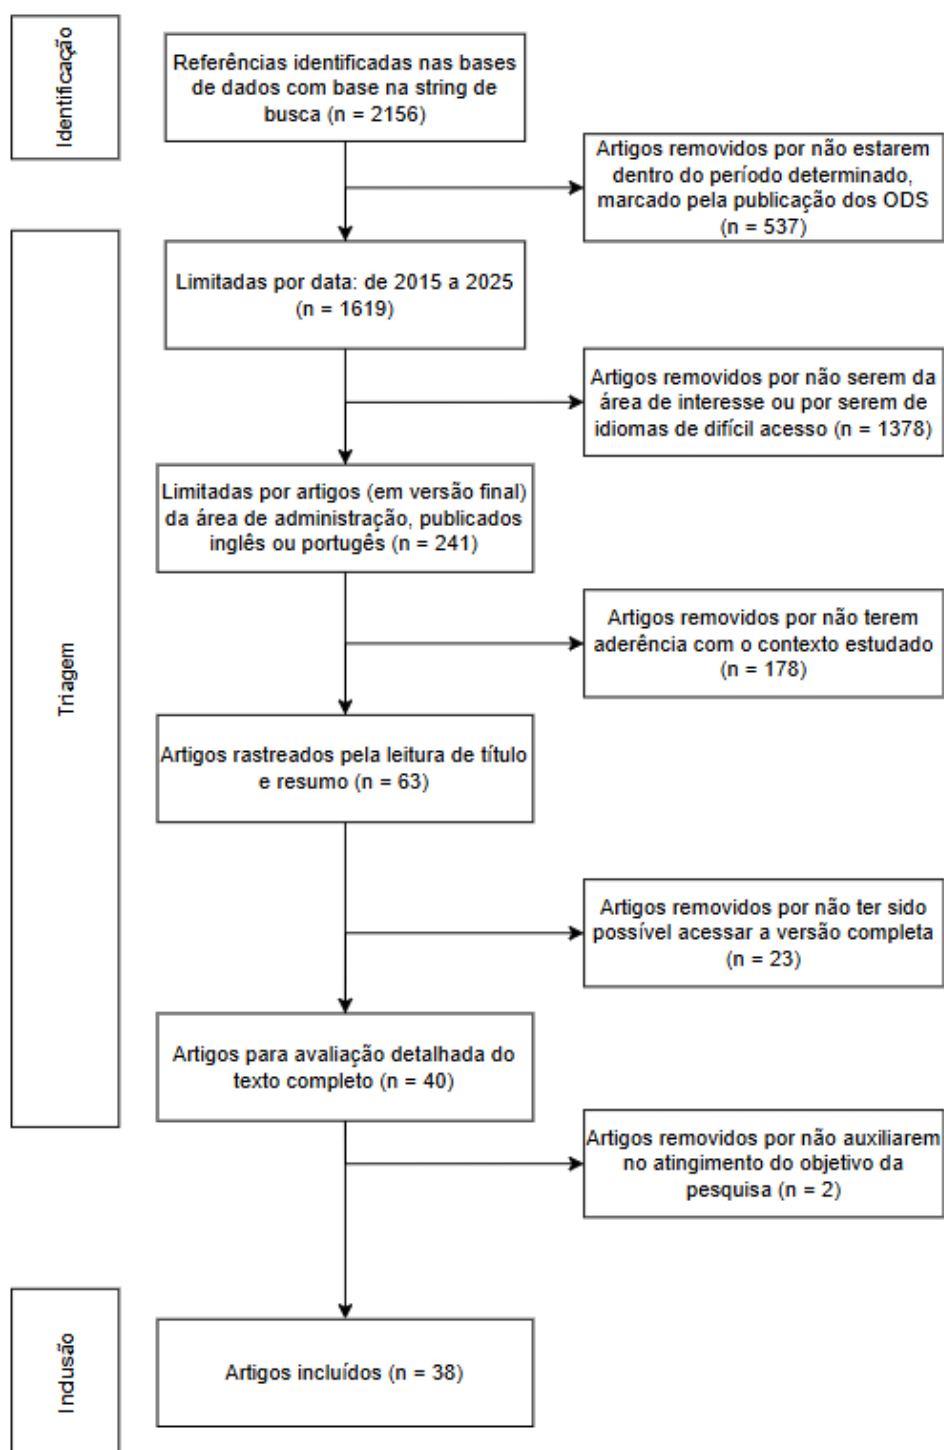 Identificação
Referências identificadas nas bases
de dados com base na string de
busca (n = 2156)
Artigos removidos por não estarem
dentro do período determinado,
marcado pela publicação dos ODS
(n = 537)
Triagem
Limitadas por data: de 2015 a 2025
(n = 1619)
Artigos removidos por não serem da
área de interesse ou por serem de
idiomas de difícil acesso (n = 1378)
Limitadas por artigos (em versão final)
da área de administração, publicados
inglês ou portugês (n = 241)
Artigos removidos por não terem
aderência com o contexto estudado
(n = 178)
Artigos rastreados pela leitura de título
e resumo (n = 63)
Artigos removidos por não ter sido
possível acessar a versão completa
(n = 23)
Artigos para avaliação detalhada do
texto completo (n = 40)
Artigos removidos por não auxiliarem
no atingimento do objetivo da
pesquisa (n = 2)
Inclusão
Artigos incluídos (n = 38)